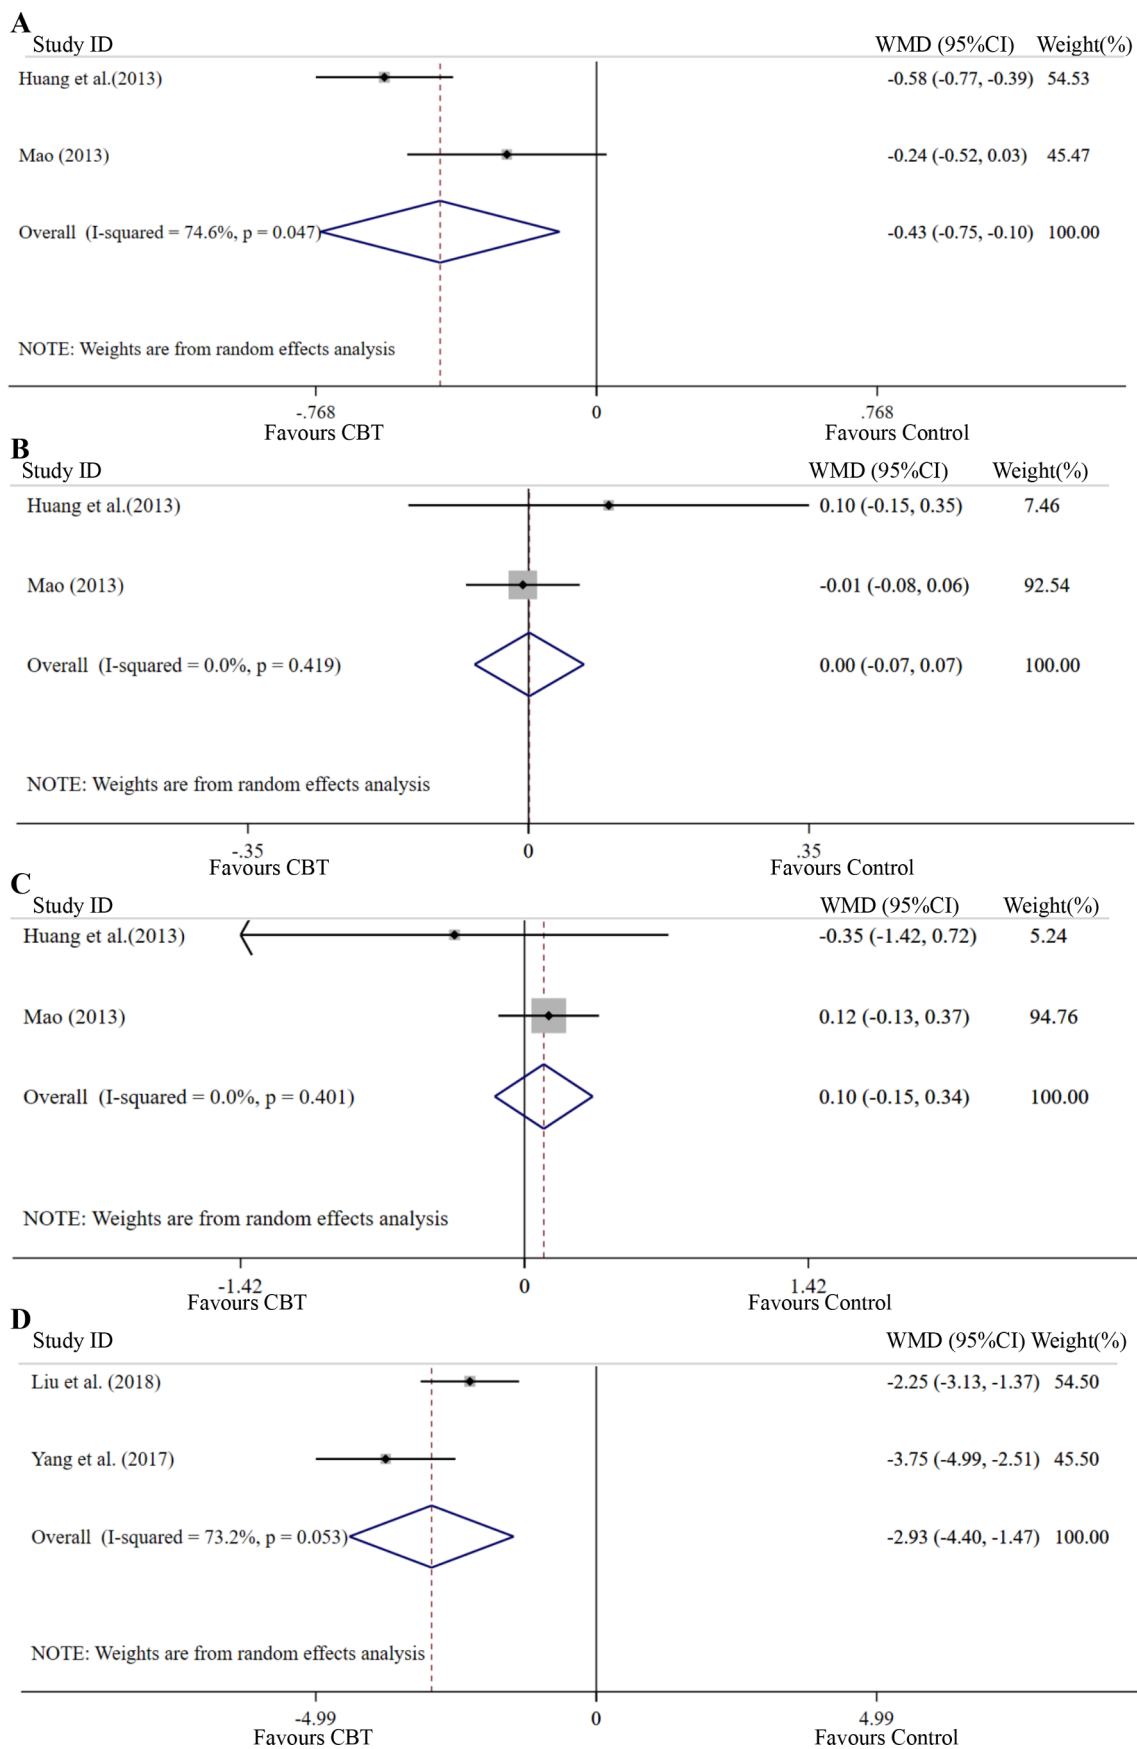 A
Study ID WMD (95%CI) Weight(%)
Huang et al.(2013) -0.58 (-0.77, -0.39) 54.53
Mao (2013) -0.24 (-0.52, 0.03) 45.47
Overall (I-squared = 74.6%, p = 0.047) -0.43 (-0.75, -0.10) 100.00
NOTE: Weights are from random effects analysis
-.768 0 .768
Favours CBT Favours Control
B
Study ID WMD (95%CI) Weight(%)
Huang et al.(2013) 0.10 (-0.15, 0.35) 7.46
Mao (2013) -0.01 (-0.08, 0.06) 92.54
Overall (I-squared = 0.0%, p = 0.419) 0.00 (-0.07, 0.07) 100.00
NOTE: Weights are from random effects analysis
-.35 0 .35
Favours CBT Favours Control
C
Study ID WMD (95%CI) Weight(%)
Huang et al.(2013) -0.35 (-1.42, 0.72) 5.24
Mao (2013) 0.12 (-0.13, 0.37) 94.76
Overall (I-squared = 0.0%, p = 0.401) 0.10 (-0.15, 0.34) 100.00
NOTE: Weights are from random effects analysis
-1.42 0 1.42
Favours CBT Favours Control
D
Study ID WMD (95%CI) Weight(%)
Liu et al. (2018) -2.25 (-3.13, -1.37) 54.50
Yang et al. (2017) -3.75 (-4.99, -2.51) 45.50
Overall (I-squared = 73.2%, p = 0.053) -2.93 (-4.40, -1.47) 100.00
NOTE: Weights are from random effects analysis
-4.99 0 4.99
Favours CBT Favours Control